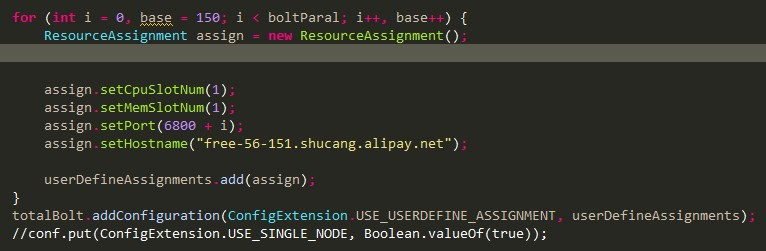 for (int i = 0, base = 150; i < boltParal; i++, base++) {
    ResourceAssignment assign = new ResourceAssignment();
    assign.setCpuSlotNum(1);
    assign.setMemSlotNum(1);
    assign.setPort(6800 + i);
    assign.setHostname("free-56-151.shucang.alipay.net");
    userDefineAssignments.add(assign);
}
totalBolt.addConfiguration(ConfigExtension.USE_USERDEFINE_ASSIGNMENT, userDefineAssignments);
//conf.put(ConfigExtension.USE_SINGLE_NODE, Boolean.valueOf(true));